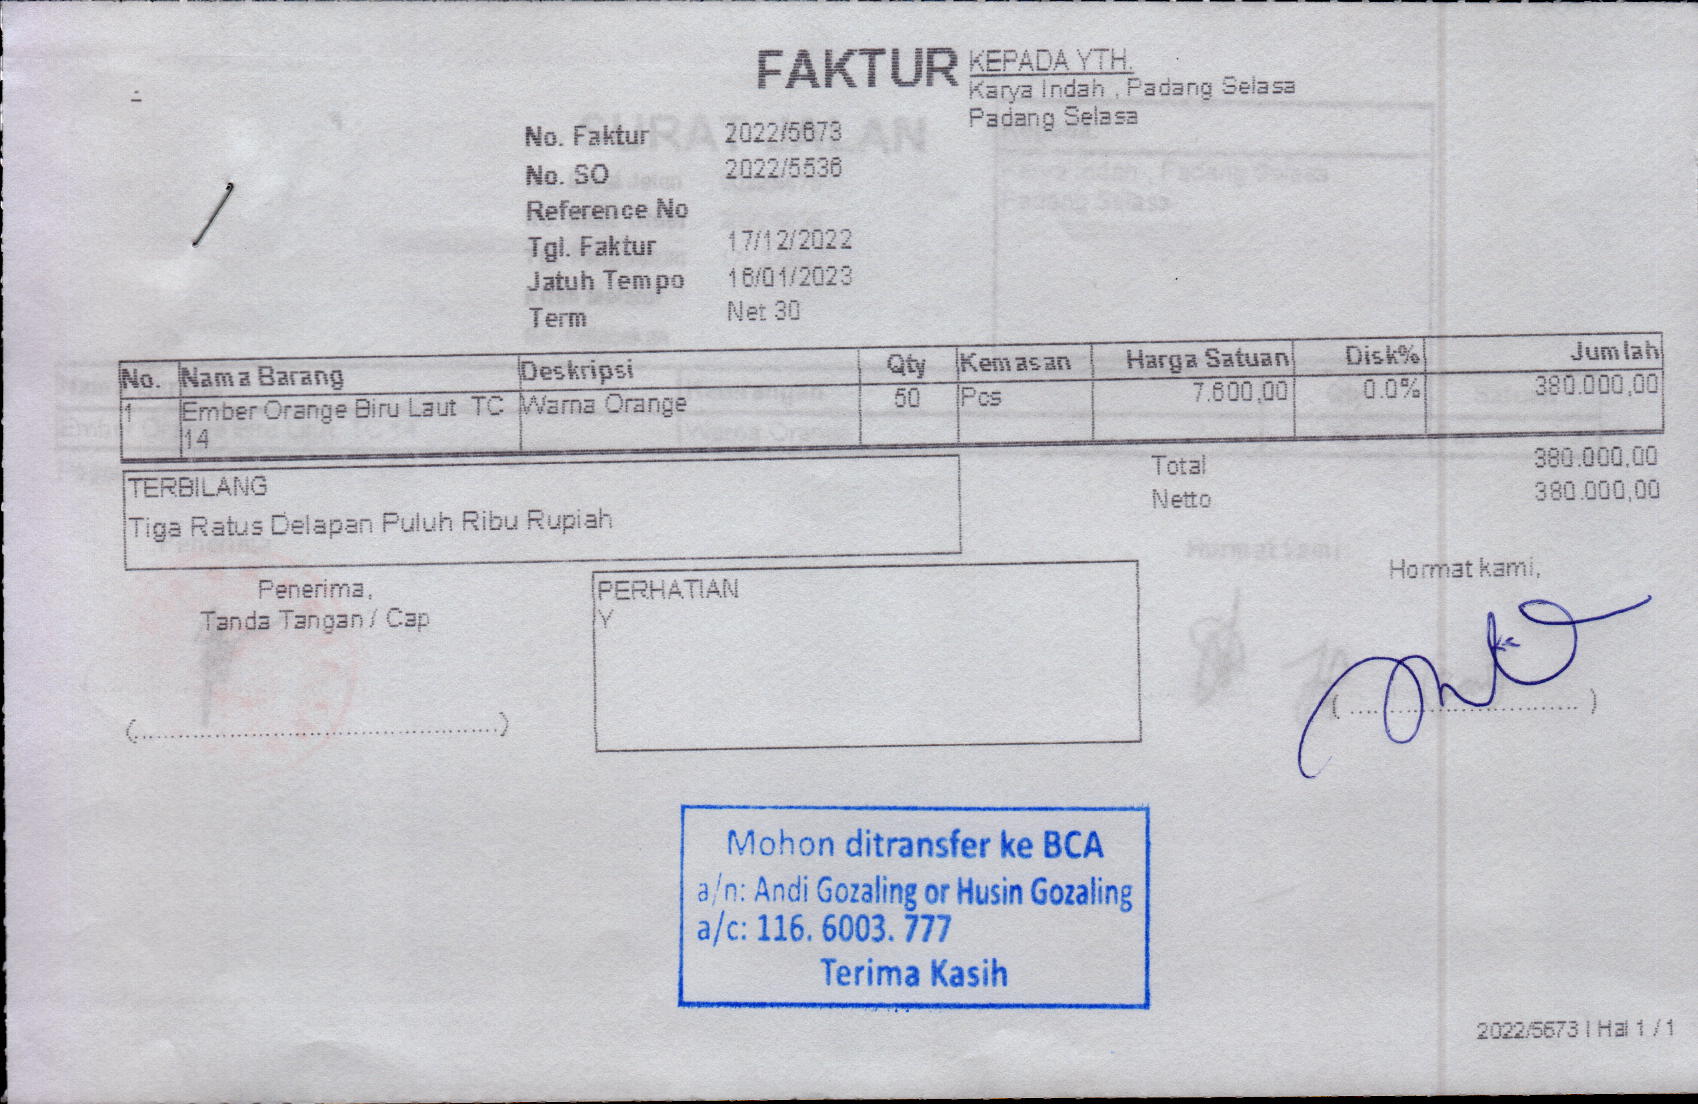 FAKTUR
KEPADA YTH.
Karya Indah , Padang Selasa
Padang Selasa
No. Faktur 2022/5673
No. SO 2022/5536
Reference No
Tgl. Faktur 17/12/2022
Jatuh Tempo 16/01/2023
Term Net 30
No. Nama Barang Deskripsi Qty Kemasan Harga Satuan Disk% Jumlah
1 Ember Orange Biru Laut TC Warna Orange 50 Pcs 7.600,00 0.0% 380.000,00
14
Total 380.000,00
Netto 380.000,00
TERBILANG
Tiga Ratus Delapan Puluh Ribu Rupiah
Penerima,
Tanda Tangan / Cap
(................................................)
PERHATIAN
Y
Hormat kami,
( ............................... )
Mohon ditransfer ke BCA
a/n: Andi Gozaling or Husin Gozaling
a/c: 116. 6003. 777
Terima Kasih
2022/5673 | Hal 1 / 1